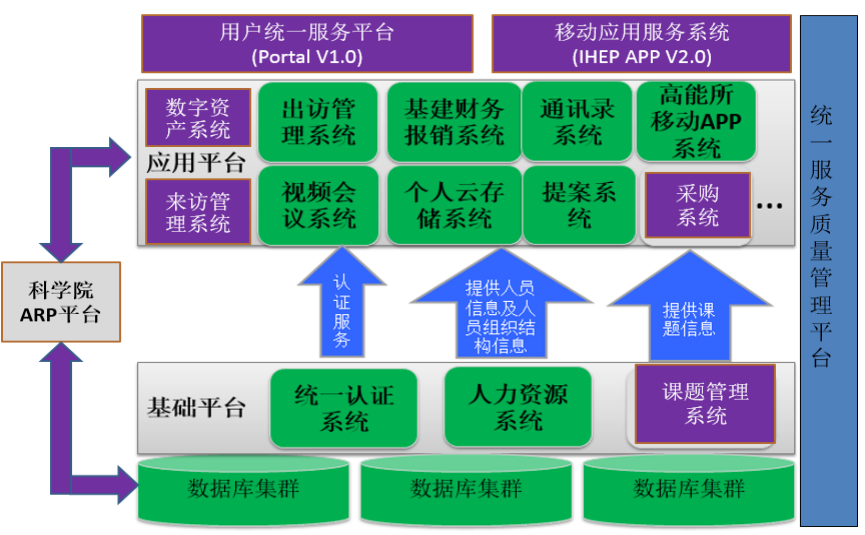 用户统一服务平台
(Portal V1.0)
移动应用服务系统
(IHEP APP V2.0)
数字资
产系统
出访管
理系统
基建财务
报销系统
通讯录
系统
高能所
移动APP
系统
应用平台
来访管
理系统
视频会
议系统
个人云存
储系统
提案系
统
采购
系统
...
统一服务质量管理平台
科学院
ARP平台
认证服务
提供人员
信息及人
员组织结
构信息
提供课
题信息
基础平台
统一认证
系统
人力资源
系统
课题管理
系统
数据库集群
数据库集群
数据库集群